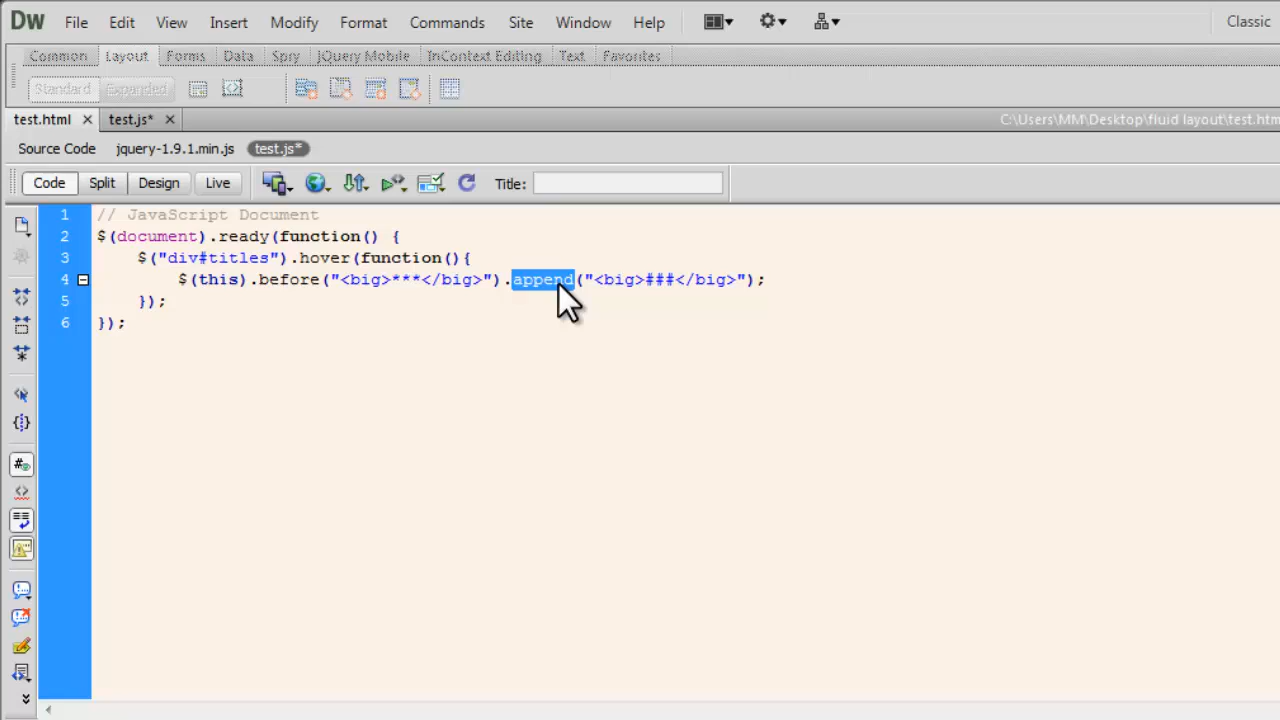 Dw File Edit View Insert Modify Format Commands Site Window Help Classic
Common Layout Forms Data Spry jQuery Mobile InContext Editing Text Favorites
Standard Expanded
test.html test.js* C:\Users\MM\Desktop\fluid layout\test.htm
Source Code jquery-1.9.1.min.js test.js*
Code Split Design Live Title:
1 // JavaScript Document
2 $(document).ready(function() {
3 $("div#titles").hover(function(){
4 $(this).before("<big>***</big>").append("<big>###</big>");
5 });
6 });